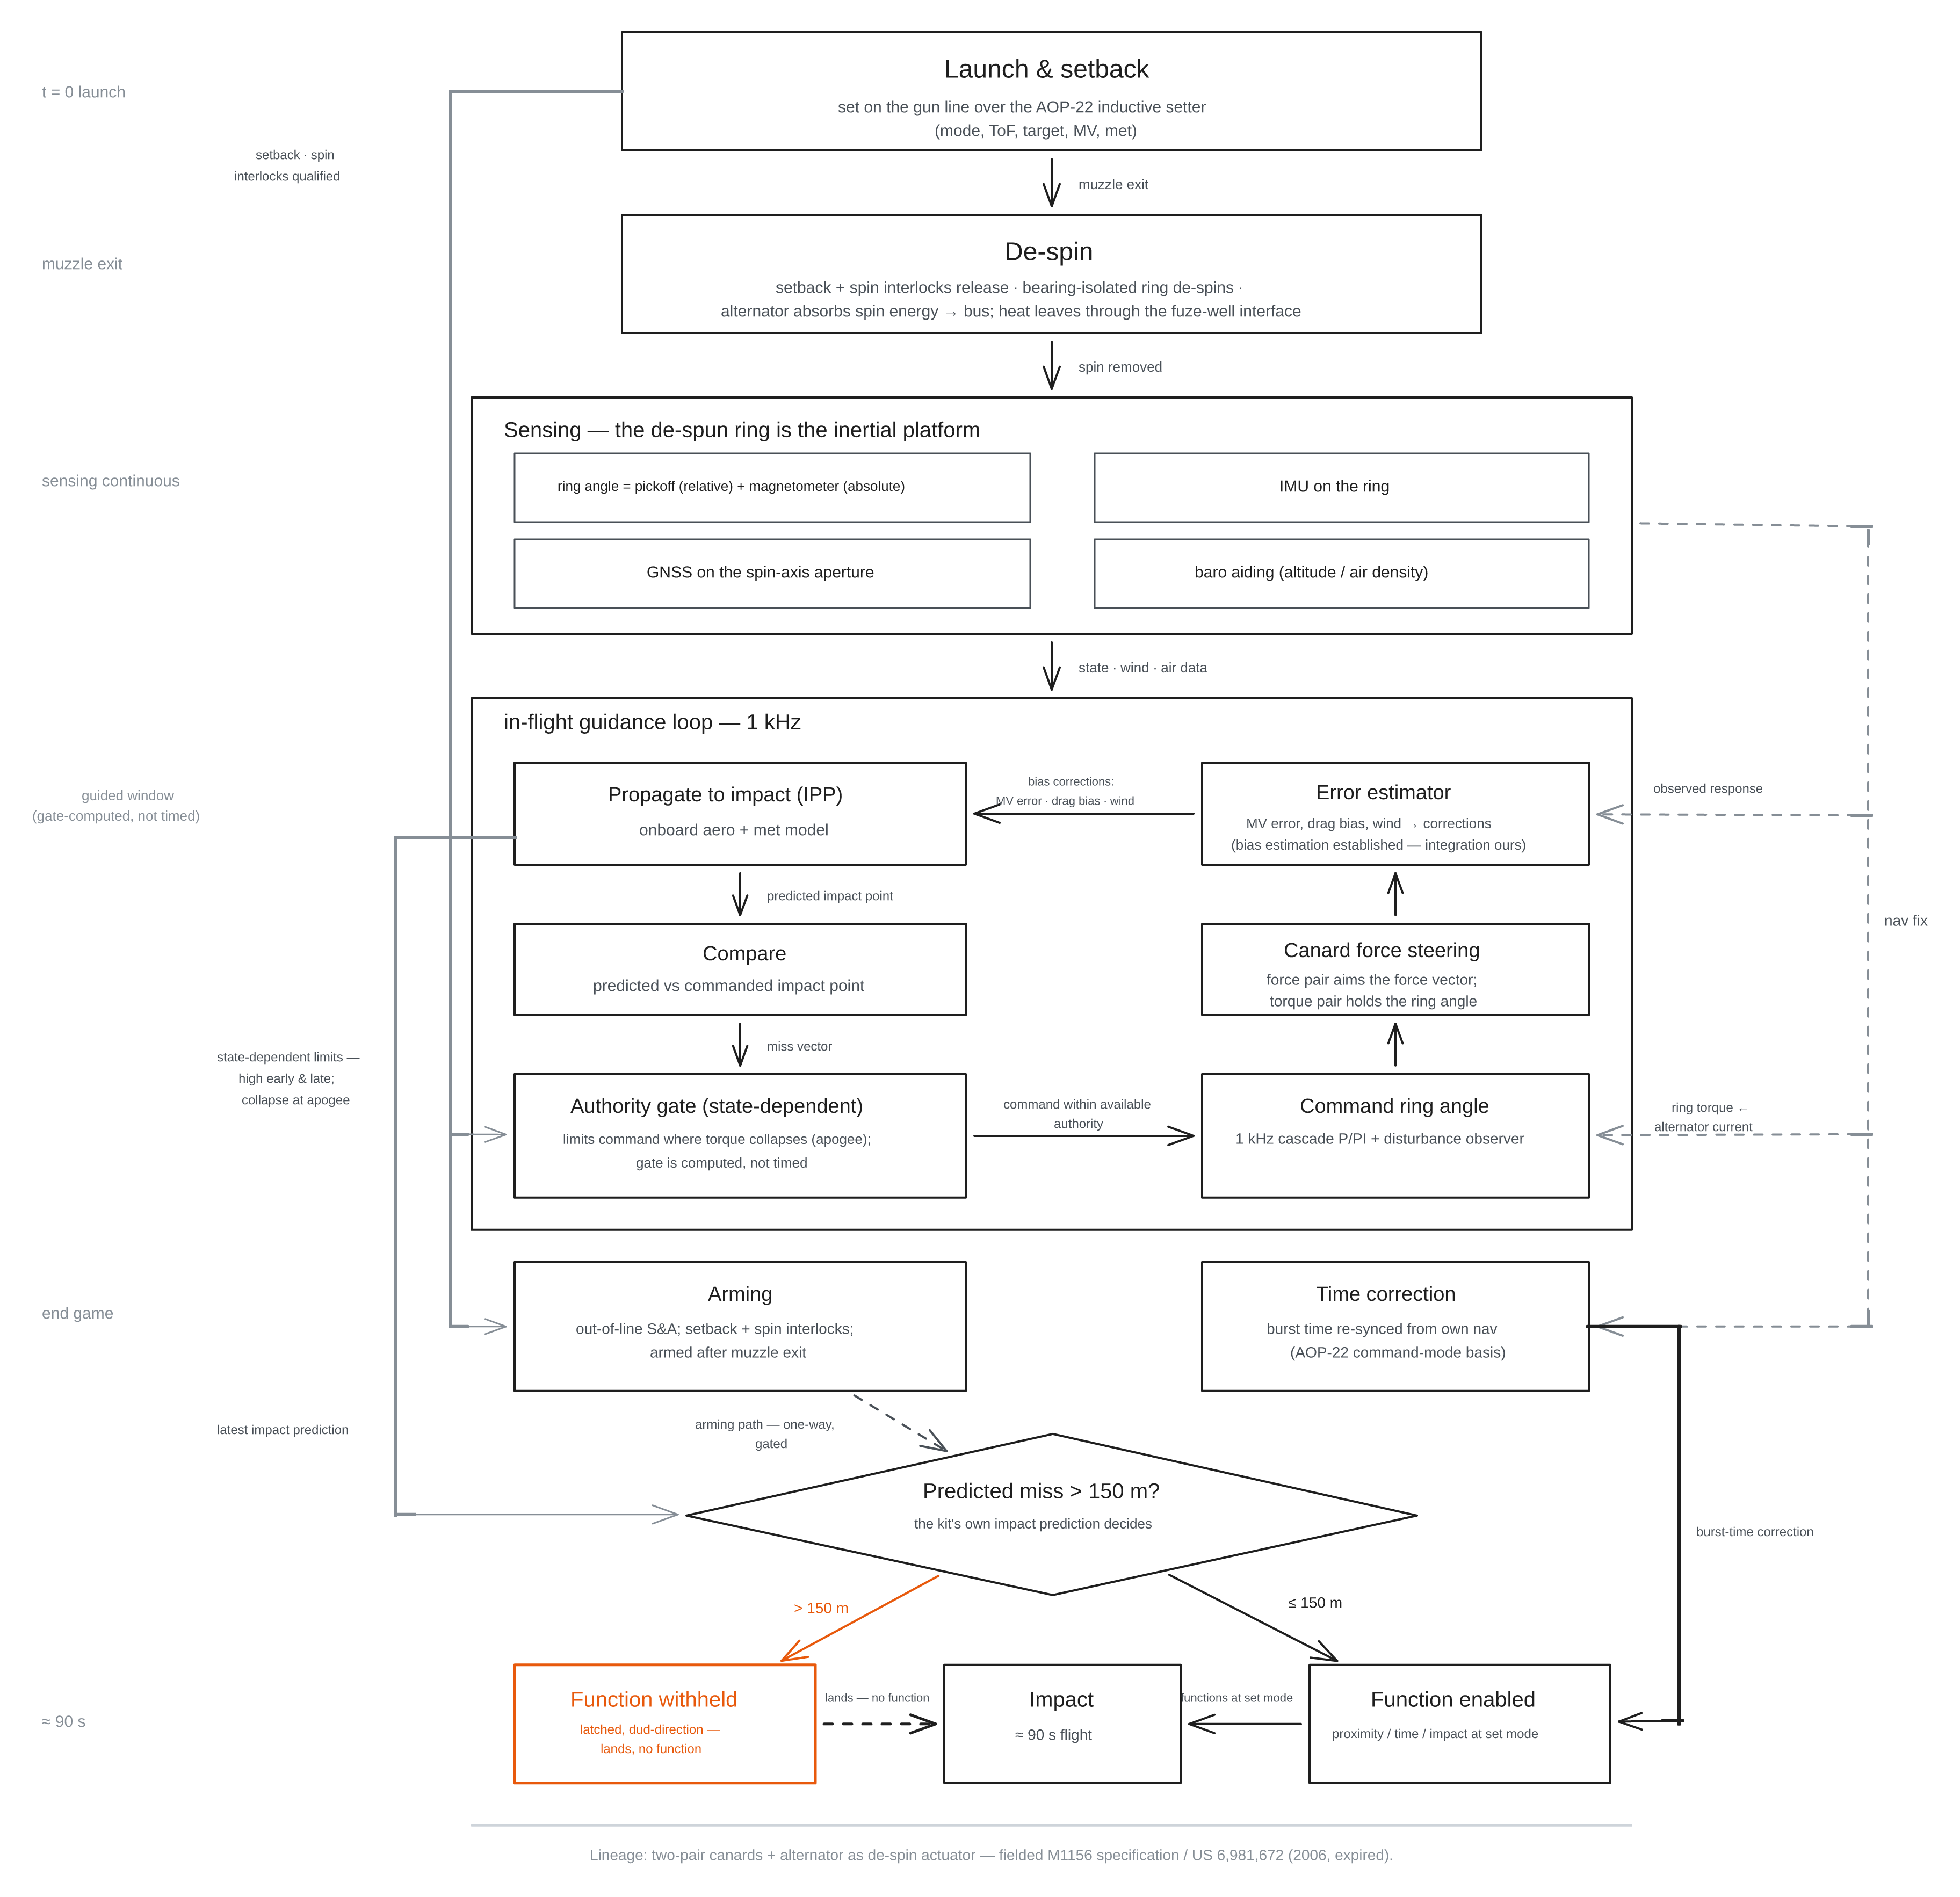 Launch & setback
t = 0 launch
set on the gun line over the AOP-22 inductive setter
(mode, ToF, target, MV, met)
setback · spin
interlocks qualified
muzzle exit
De-spin
muzzle exit
setback + spin interlocks release · bearing-isolated ring de-spins ·
alternator absorbs spin energy → bus; heat leaves through the fuze-well interface
spin removed
Sensing — the de-spun ring is the inertial platform
sensing continuous
ring angle = pickoff (relative) + magnetometer (absolute)
IMU on the ring
GNSS on the spin-axis aperture
baro aiding (altitude / air density)
state · wind · air data
in-flight guidance loop — 1 kHz
guided window
(gate-computed, not timed)
Propagate to impact (IPP)
onboard aero + met model
bias corrections:
MV error · drag bias · wind
Error estimator
MV error, drag bias, wind → corrections
(bias estimation established — integration ours)
observed response
predicted impact point
nav fix
Compare
predicted vs commanded impact point
Canard force steering
force pair aims the force vector;
torque pair holds the ring angle
miss vector
state-dependent limits —
high early & late;
collapse at apogee
Authority gate (state-dependent)
limits command where torque collapses (apogee);
gate is computed, not timed
command within available
authority
Command ring angle
1 kHz cascade P/PI + disturbance observer
ring torque ←
alternator current
end game
Arming
out-of-line S&A; setback + spin interlocks;
armed after muzzle exit
Time correction
burst time re-synced from own nav
(AOP-22 command-mode basis)
latest impact prediction
arming path — one-way,
gated
Predicted miss > 150 m?
the kit's own impact prediction decides
burst-time correction
> 150 m
≤ 150 m
≈ 90 s
Function withheld
latched, dud-direction —
lands, no function
lands — no function
Impact
≈ 90 s flight
functions at set mode
Function enabled
proximity / time / impact at set mode
Lineage: two-pair canards + alternator as de-spin actuator — fielded M1156 specification / US 6,981,672 (2006, expired).